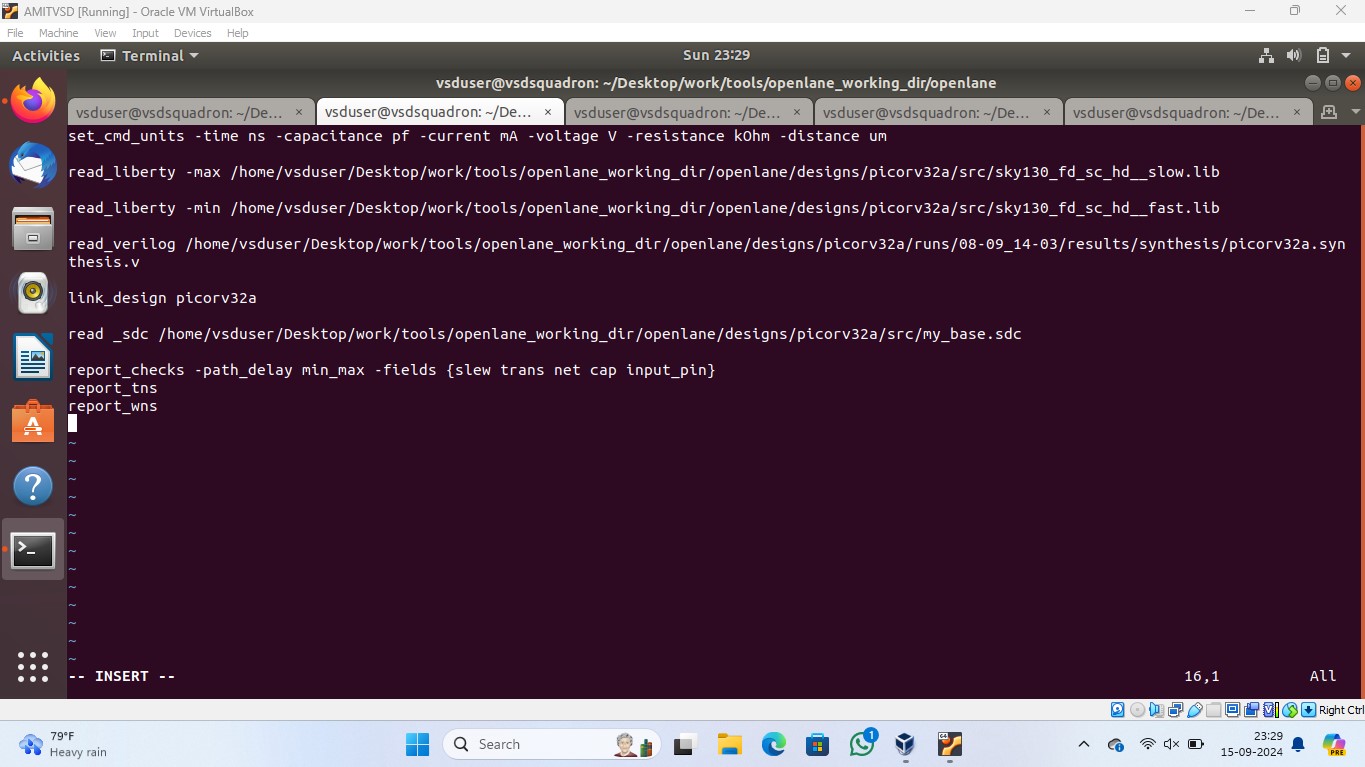 AMITVSD [Running] - Oracle VM VirtualBox
File Machine View Input Devices Help
Activities Terminal Sun 23:29
vsduser@vsdsquadron: ~/Desktop/work/tools/openlane_working_dir/openlane
vsduser@vsdsquadron: ~/De... × vsduser@vsdsquadron: ~/De... × vsduser@vsdsquadron: ~/De... × vsduser@vsdsquadron: ~/De... × vsduser@vsdsquadron: ~/De... ×
set_cmd_units -time ns -capacitance pf -current mA -voltage V -resistance kOhm -distance um
read_liberty -max /home/vsduser/Desktop/work/tools/openlane_working_dir/openlane/designs/picorv32a/src/sky130_fd_sc_hd__slow.lib
read_liberty -min /home/vsduser/Desktop/work/tools/openlane_working_dir/openlane/designs/picorv32a/src/sky130_fd_sc_hd__fast.lib
read_verilog /home/vsduser/Desktop/work/tools/openlane_working_dir/openlane/designs/picorv32a/runs/08-09_14-03/results/synthesis/picorv32a.syn
thesis.v
link_design picorv32a
read _sdc /home/vsduser/Desktop/work/tools/openlane_working_dir/openlane/designs/picorv32a/src/my_base.sdc
report_checks -path_delay min_max -fields {slew trans net cap input_pin}
report_tns
report_wns
~
~
~
~
~
~
~
~
~
~
~
~
~
-- INSERT -- 16,1 All
Right Ctrl
79°F
Heavy rain
Search
1
23:29
15-09-2024
PRE